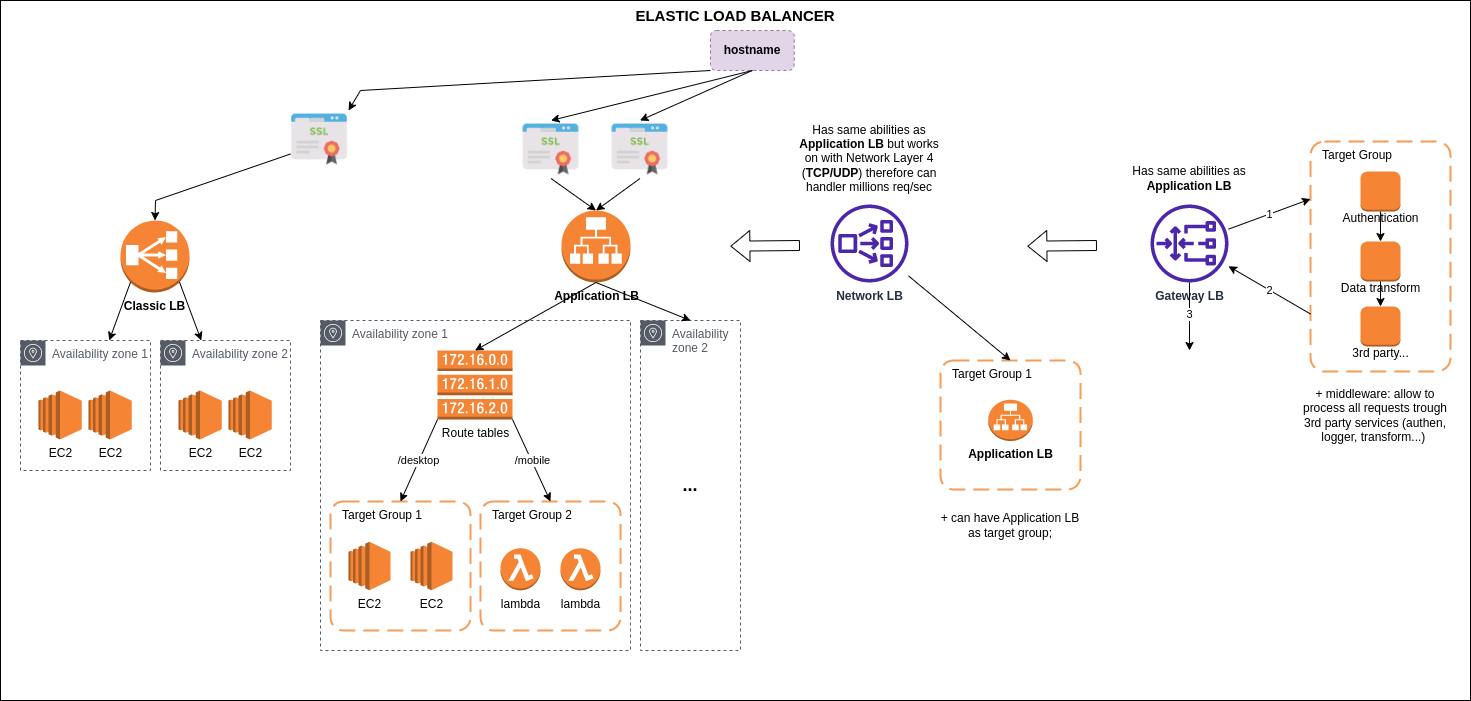 ELASTIC LOAD BALANCER
hostname
SSL
SSL
SSL
Classic LB
Availability zone 1
EC2
EC2
Availability zone 2
EC2
EC2
Application LB
Availability zone 1
172.16.0.0
172.16.1.0
172.16.2.0
Route tables
/desktop
/mobile
Target Group 1
EC2
EC2
Target Group 2
lambda
lambda
Availability
zone 2
...
Has same abilities as
Application LB but works
on with Network Layer 4
(TCP/UDP) therefore can
handler millions req/sec
Network LB
Target Group 1
Application LB
+ can have Application LB
as target group;
Has same abilities as
Application LB
Gateway LB
1
2
3
Target Group
Authentication
Data transform
3rd party...
+ middleware: allow to
process all requests trough
3rd party services (authen,
logger, transform...)